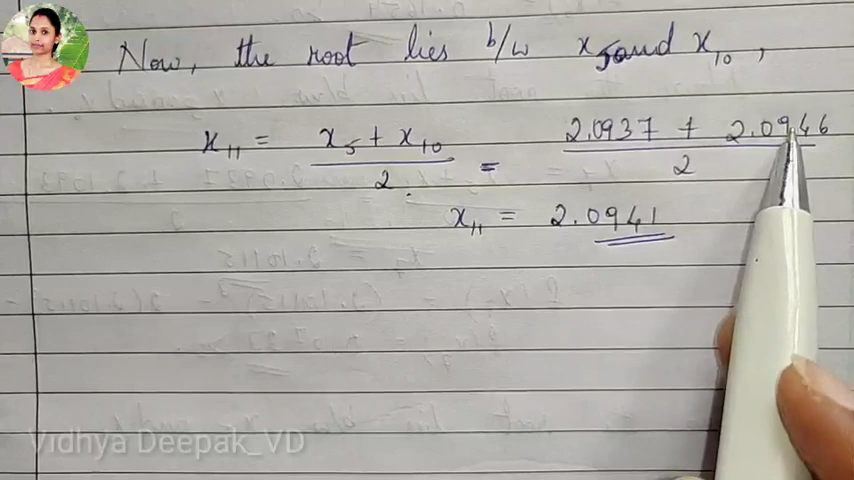 Now, the root lies b/w x5 and x10,
x11 = x5 + x10 / 2 = 2.0937 + 2.0946 / 2
x11 = 2.0941
Vidhya Deepak_VD